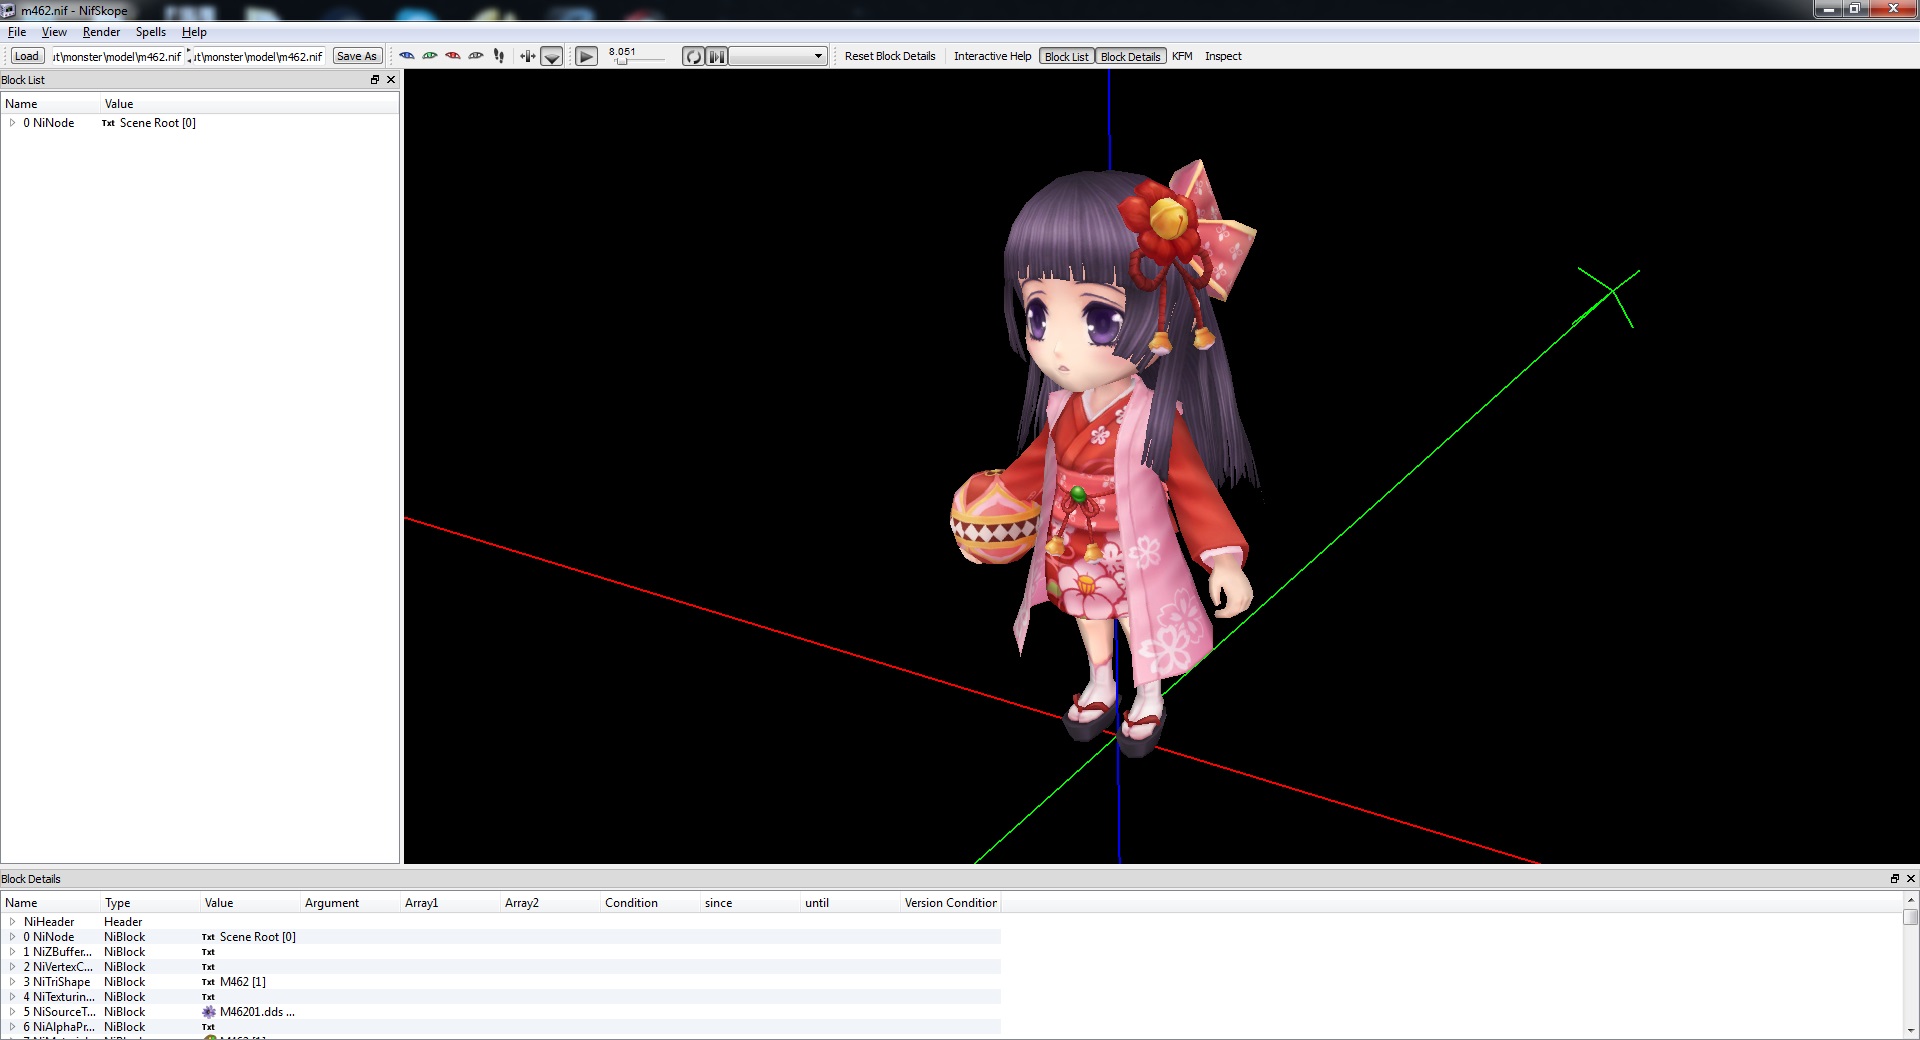 m462.nif - NifSkope
File View Render Spells Help
Load ıt\monster\model\m462.nif ıt\monster\model\m462.nif Save As 8.051 Reset Block Details Interactive Help Block List Block Details KFM Inspect
Block List
Name Value
0 NiNode Txt Scene Root [0]
Block Details
Name Type Value Argument Array1 Array2 Condition since until Version Condition
NiHeader Header
0 NiNode NiBlock Txt Scene Root [0]
1 NiZBuffer... NiBlock Txt
2 NiVertexC... NiBlock Txt
3 NiTriShape NiBlock Txt M462 [1]
4 NiTexturin... NiBlock Txt
5 NiSourceT... NiBlock M46201.dds ...
6 NiAlphaPr... NiBlock Txt